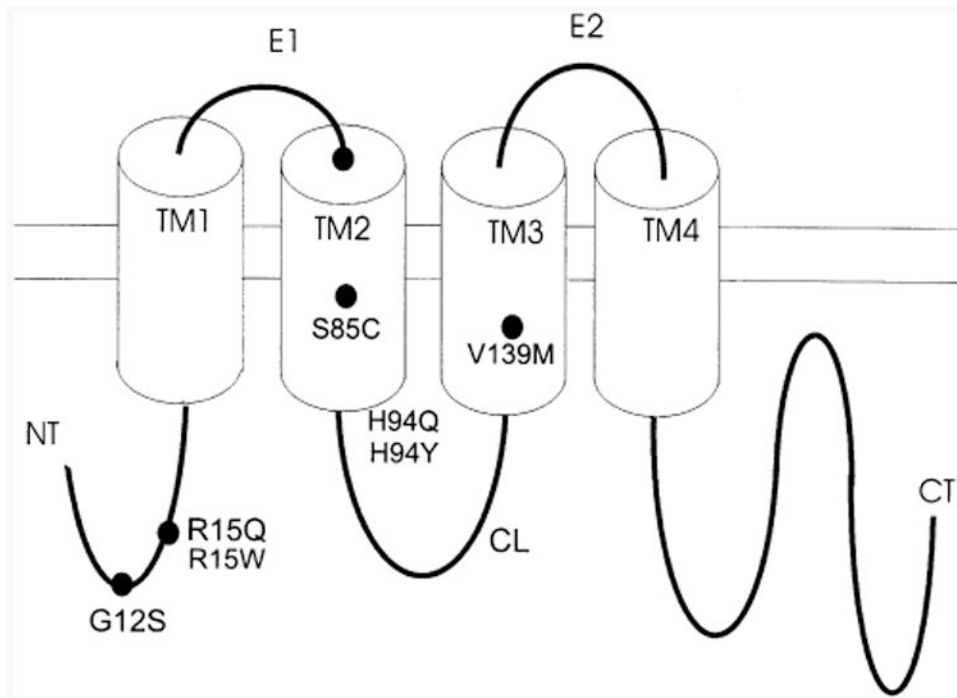 E1
E2
TM1
TM2
TM3
TM4
S85C
V139M
H94Q
H94Y
NT
CT
R15Q
R15W
CL
G12S